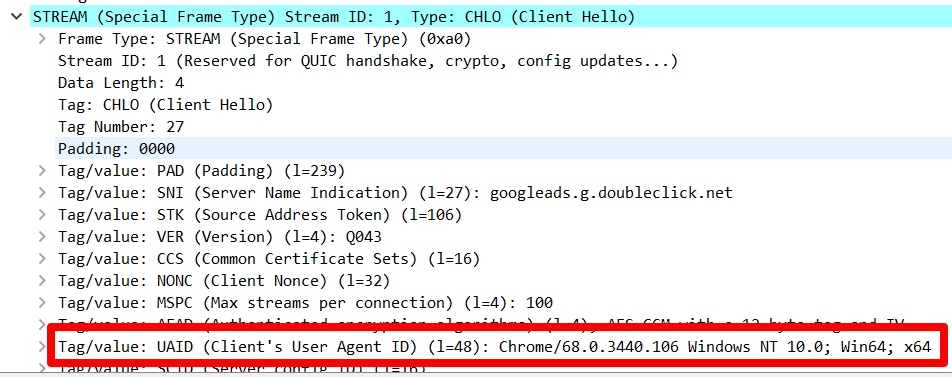 STREAM (Special Frame Type) Stream ID: 1, Type: CHLO (Client Hello)
Frame Type: STREAM (Special Frame Type) (0xa0)
Stream ID: 1 (Reserved for QUIC handshake, crypto, config updates...)
Data Length: 4
Tag: CHLO (Client Hello)
Tag Number: 27
Padding: 0000
Tag/value: PAD (Padding) (l=239)
Tag/value: SNI (Server Name Indication) (l=27): googleads.g.doubleclick.net
Tag/value: STK (Source Address Token) (l=106)
Tag/value: VER (Version) (l=4): Q043
Tag/value: CCS (Common Certificate Sets) (l=16)
Tag/value: NONC (Client Nonce) (l=32)
Tag/value: MSPC (Max streams per connection) (l=4): 100
Tag/value: AEAD (Authenticated encryption algorithms) (l=4), AES-GCM with a 12-byte tag and IV
Tag/value: UAID (Client's User Agent ID) (l=48): Chrome/68.0.3440.106 Windows NT 10.0; Win64; x64
Tag/value: SCID (Server config ID) (l=16)